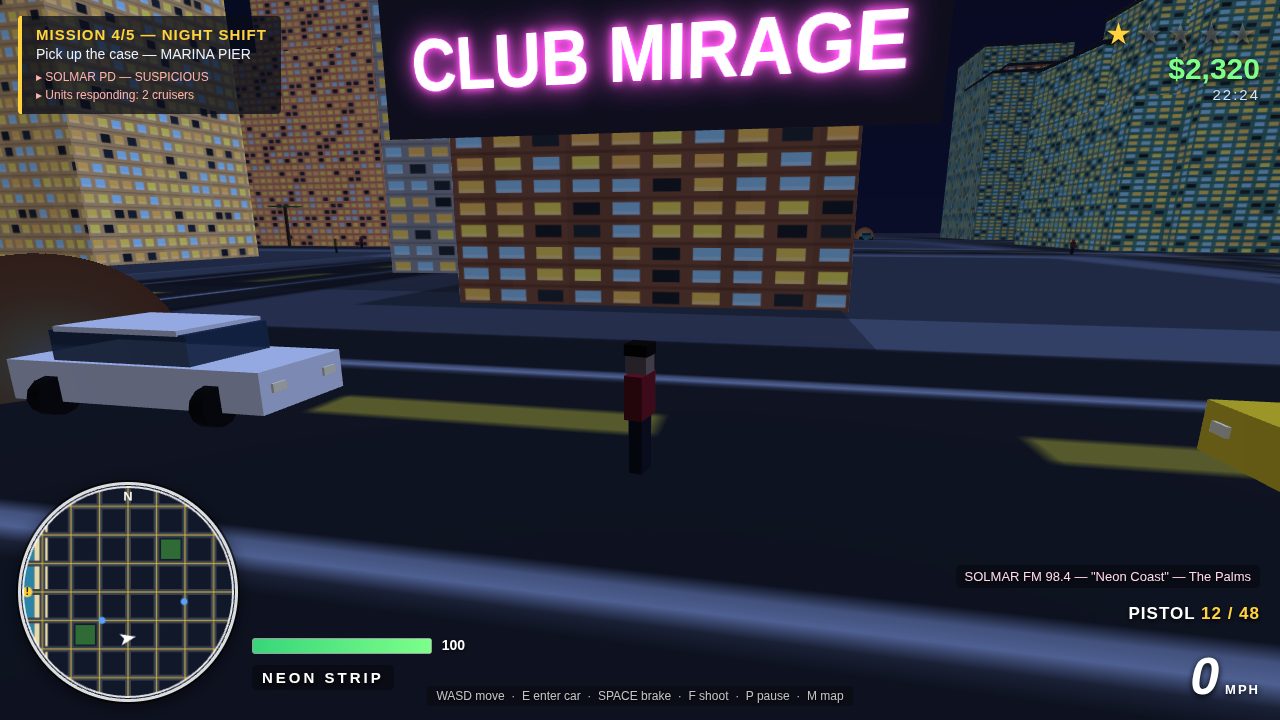 MISSION 4/5 — NIGHT SHIFT
Pick up the case — MARINA PIER
▸ SOLMAR PD — SUSPICIOUS
▸ Units responding: 2 cruisers
CLUB MIRAGE
$2,320
22:24
N
!
100
NEON STRIP
WASD move · E enter car · SPACE brake · F shoot · P pause · M map
SOLMAR FM 98.4 — "Neon Coast" — The Palms
PISTOL 12 / 48
0 MPH